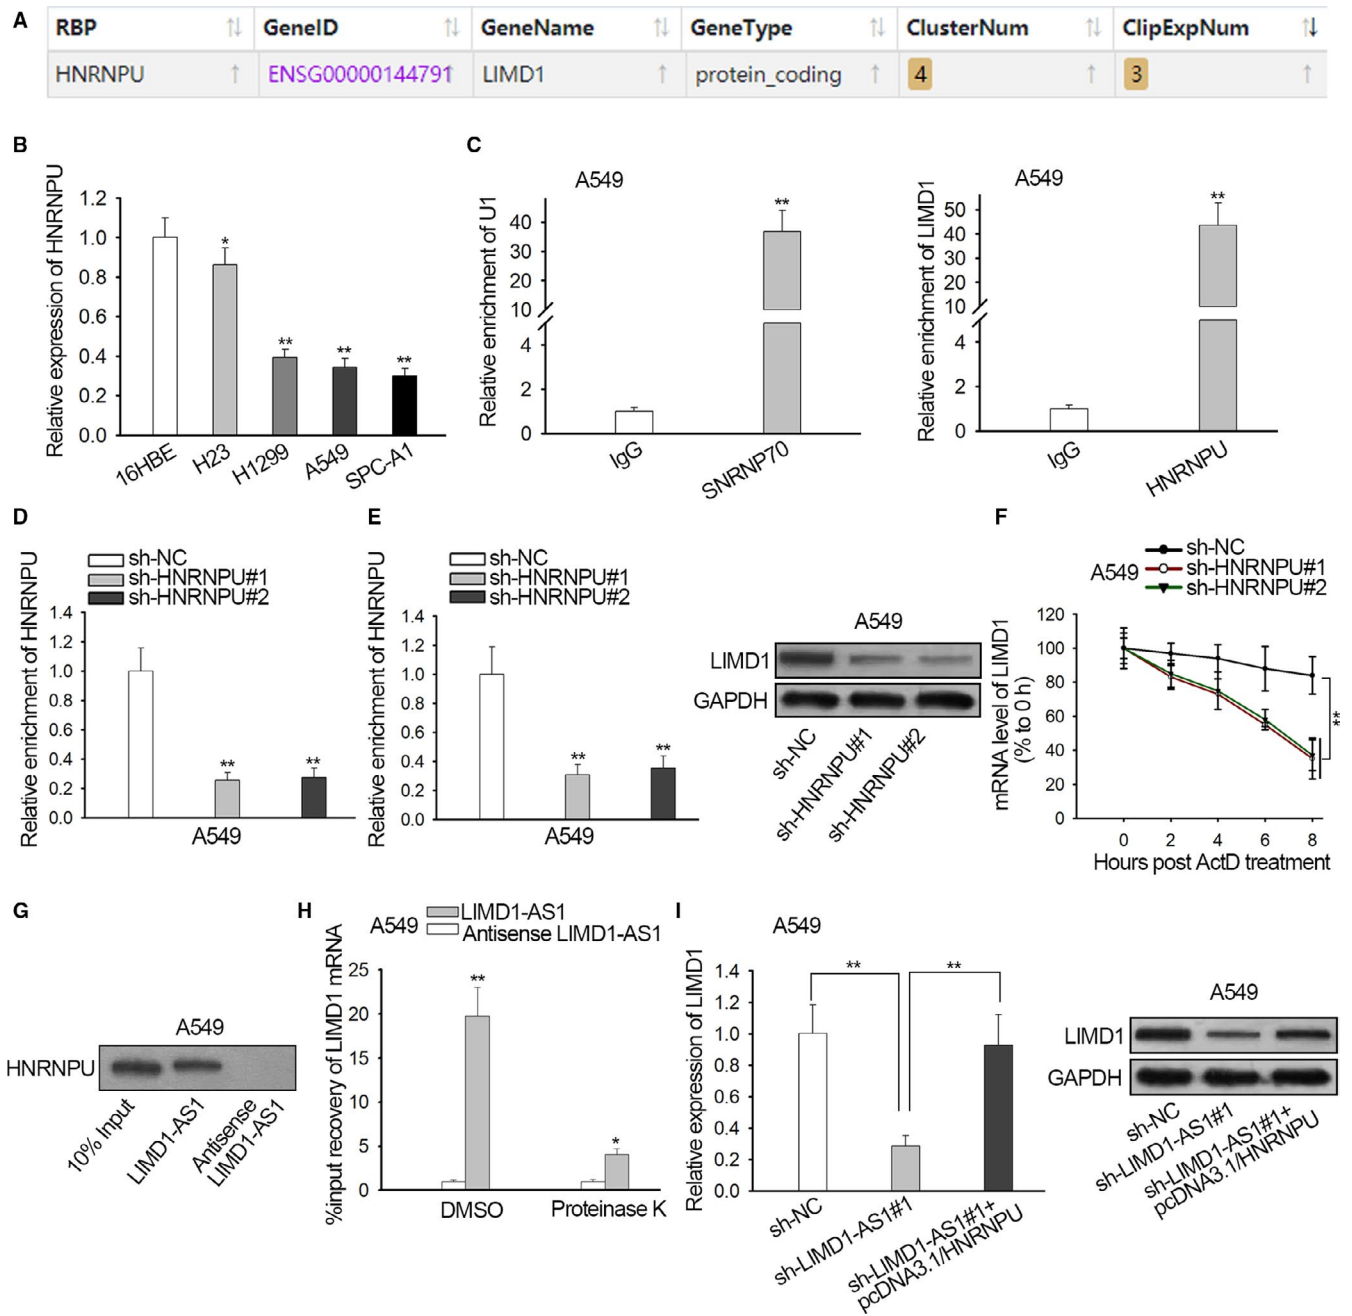 A
RBP GeneID GeneName GeneType ClusterNum ClipExpNum
HNRNPU ENSG00000144791 LIMD1 protein_coding 4 3
B
Relative expression of HNRNPU
1.2
1.0
0.8
0.6
0.4
0.2
0.0
* ** ** **
16HBE H23 H1299 A549 SPC-A1
C
A549
Relative enrichment of U1
40
30
20
10
4
2
0
**
IgG SNRNP70
A549
Relative enrichment of LIMD1
50
40
30
20
10
4
2
0
**
IgG HNRNPU
D
sh-NC
sh-HNRNPU#1
sh-HNRNPU#2
Relative enrichment of HNRNPU
1.4
1.2
1.0
0.8
0.6
0.4
0.2
0.0
** **
A549
E
sh-NC
sh-HNRNPU#1
sh-HNRNPU#2
Relative enrichment of HNRNPU
1.4
1.2
1.0
0.8
0.6
0.4
0.2
0.0
** **
A549
A549
LIMD1
GAPDH
sh-NC sh-HNRNPU#1 sh-HNRNPU#2
F
sh-NC
A549 sh-HNRNPU#1
sh-HNRNPU#2
mRNA level of LIMD1
(% to 0 h)
120
100
80
60
40
20
0
**
0 2 4 6 8
Hours post ActD treatment
G
A549
HNRNPU
10% Input LIMD1-AS1 Antisense
LIMD1-AS1
H
A549 LIMD1-AS1
Antisense LIMD1-AS1
%input recovery of LIMD1 mRNA
25
20
15
10
5
0
** *
DMSO Proteinase K
I
A549
Relative expression of LIMD1
1.4
1.2
1.0
0.8
0.6
0.4
0.2
0.0
** **
sh-NC sh-LIMD1-AS1#1 sh-LIMD1-AS1#1+
pcDNA3.1/HNRNPU
A549
LIMD1
GAPDH
sh-NC sh-LIMD1-AS1#1 sh-LIMD1-AS1#1+
pcDNA3.1/HNRNPU